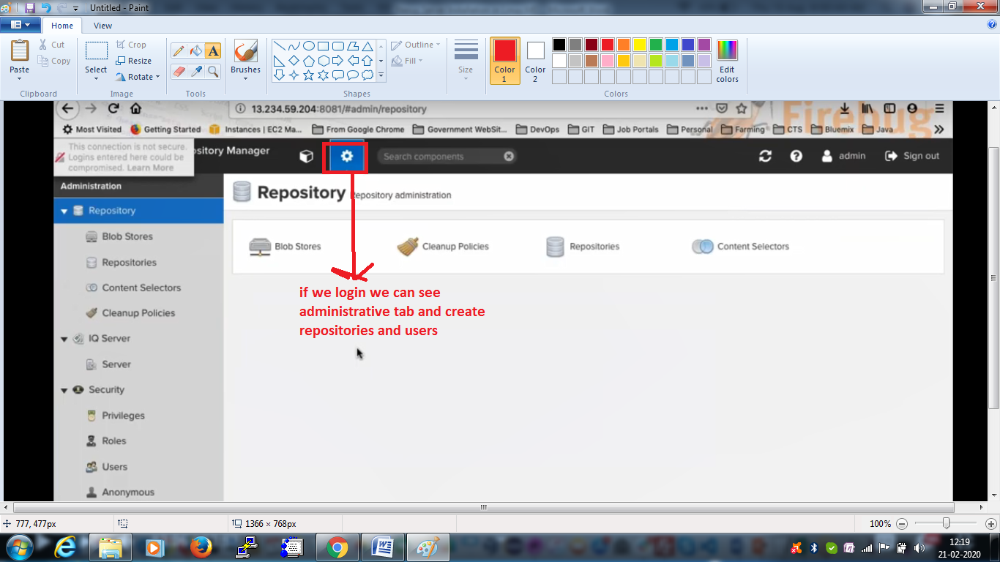 Untitled - Paint
Home View
Paste
Cut
Copy
Clipboard
Select
Crop
Resize
Rotate
Image
A
Tools
Brushes
Shapes
Outline
Fill
Size
Color 1
Color 2
Edit colors
Colors
13.234.59.204:8081/#admin/repository
Firebug
Most Visited Getting Started Instances | EC2 Ma... From Google Chrome Government WebSit... DevOps GIT Job Portals Personal Farming CTS Bluemix Java
This connection is not secure.
Logins entered here could be
compromised. Learn More
ository Manager
Search components
admin Sign out
Administration
Repository
Blob Stores
Repositories
Content Selectors
Cleanup Policies
IQ Server
Server
Security
Privileges
Roles
Users
Anonymous
Repository Repository administration
Blob Stores Cleanup Policies Repositories Content Selectors
if we login we can see
administrative tab and create
repositories and users
777, 477px 1366 × 768px 100%
12:19
21-02-2020